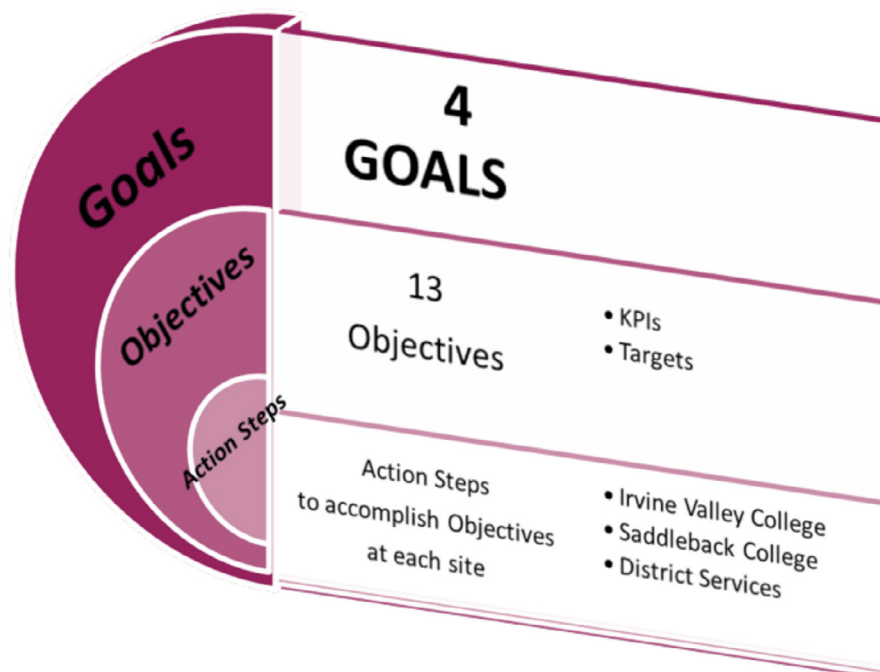 Goals
4
GOALS
Objectives
13
Objectives
• KPIs
• Targets
Action Steps
Action Steps
to accomplish Objectives
at each site
• Irvine Valley College
• Saddleback College
• District Services